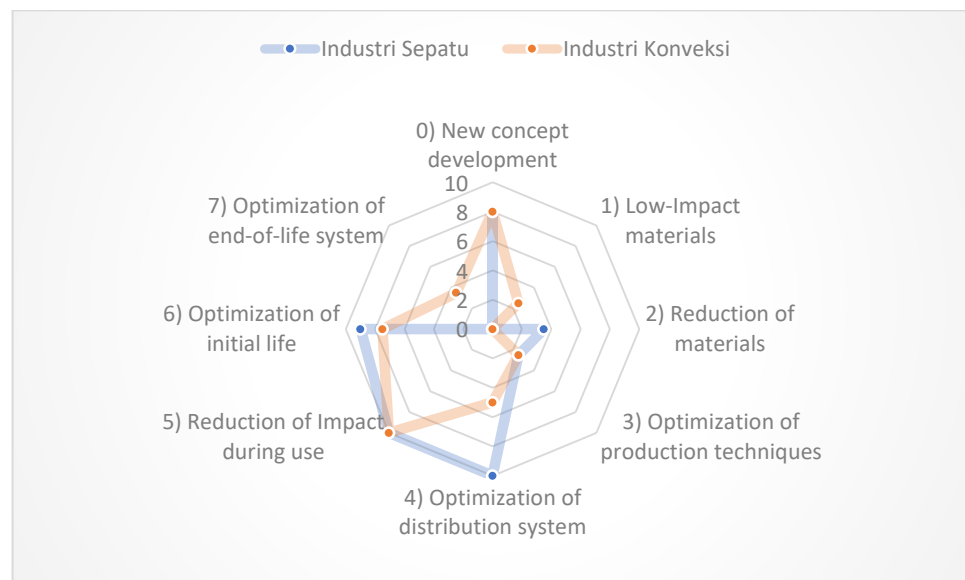 Industri Sepatu Industri Konveksi
0) New concept
development
10
8
6
4
2
0
1) Low-Impact
materials
2) Reduction of
materials
3) Optimization of
production techniques
4) Optimization of
distribution system
5) Reduction of Impact
during use
6) Optimization of
initial life
7) Optimization of
end-of-life system